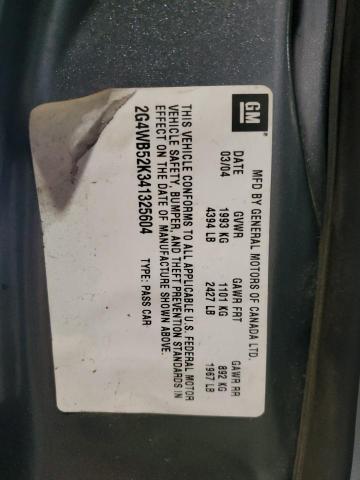 GM
MFD BY GENERAL MOTORS OF CANADA LTD.
DATE GVWR GAWR FRT GAWR RR
03/04 1993 KG 1101 KG 892 KG
4394 LB 2427 LB 1967 LB
THIS VEHICLE CONFORMS TO ALL APPLICABLE U.S. FEDERAL MOTOR
VEHICLE SAFETY, BUMPER, AND THEFT PREVENTION STANDARDS IN
EFFECT ON THE DATE OF MANUFACTURE SHOWN ABOVE.
2G4WB52K341325604 TYPE: PASS CAR